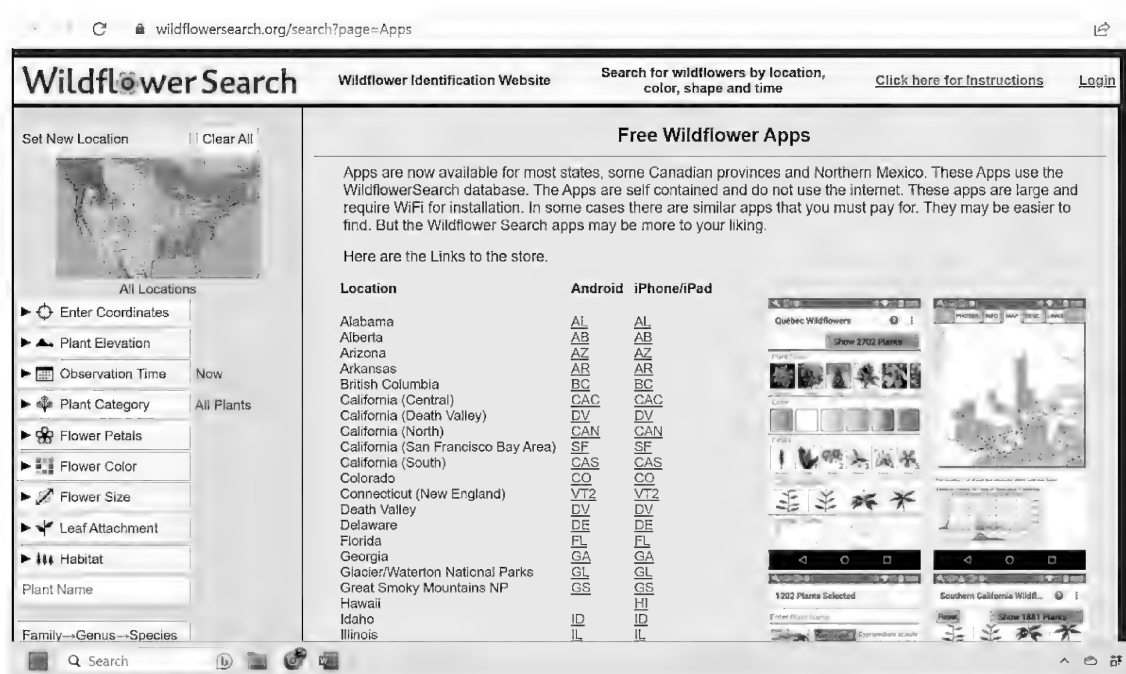 wildflowersearch.org/search?page=Apps
Wildflower Search
Wildflower Identification Website
Search for wildflowers by location,
color, shape and time
Click here for Instructions
Login
Set New Location
Clear All
All Locations
Enter Coordinates
Plant Elevation
Observation Time Now
Plant Category All Plants
Flower Petals
Flower Color
Flower Size
Leaf Attachment
Habitat
Plant Name
Family→Genus→Species
Free Wildflower Apps
Apps are now available for most states, some Canadian provinces and Northern Mexico. These Apps use the
WildflowerSearch database. The Apps are self contained and do not use the internet. These apps are large and
require WiFi for installation. In some cases there are similar apps that you must pay for. They may be easier to
find. But the Wildflower Search apps may be more to your liking.
Here are the Links to the store.
Location Android iPhone/iPad
Alabama AL AL
Alberta AB AB
Arizona AZ AZ
Arkansas AR AR
British Columbia BC BC
California (Central) CAC CAC
California (Death Valley) DV DV
California (North) CAN CAN
California (San Francisco Bay Area) SF SF
California (South) CAS CAS
Colorado CO CO
Connecticut (New England) VT2 VT2
Death Valley DV DV
Delaware DE DE
Florida FL FL
Georgia GA GA
Glacier/Waterton National Parks GL GL
Great Smoky Mountains NP GS GS
Hawaii HI
Idaho ID ID
Illinois IL IL
Québec Wildflowers
Show 2702 Plants
Color
PHOTOS INFO MAP DESC LINKS
1202 Plants Selected
Enter Plant Name
Cypripedium acaule
Southern California Wildfl...
Reset
Show 1881 Plants
Search